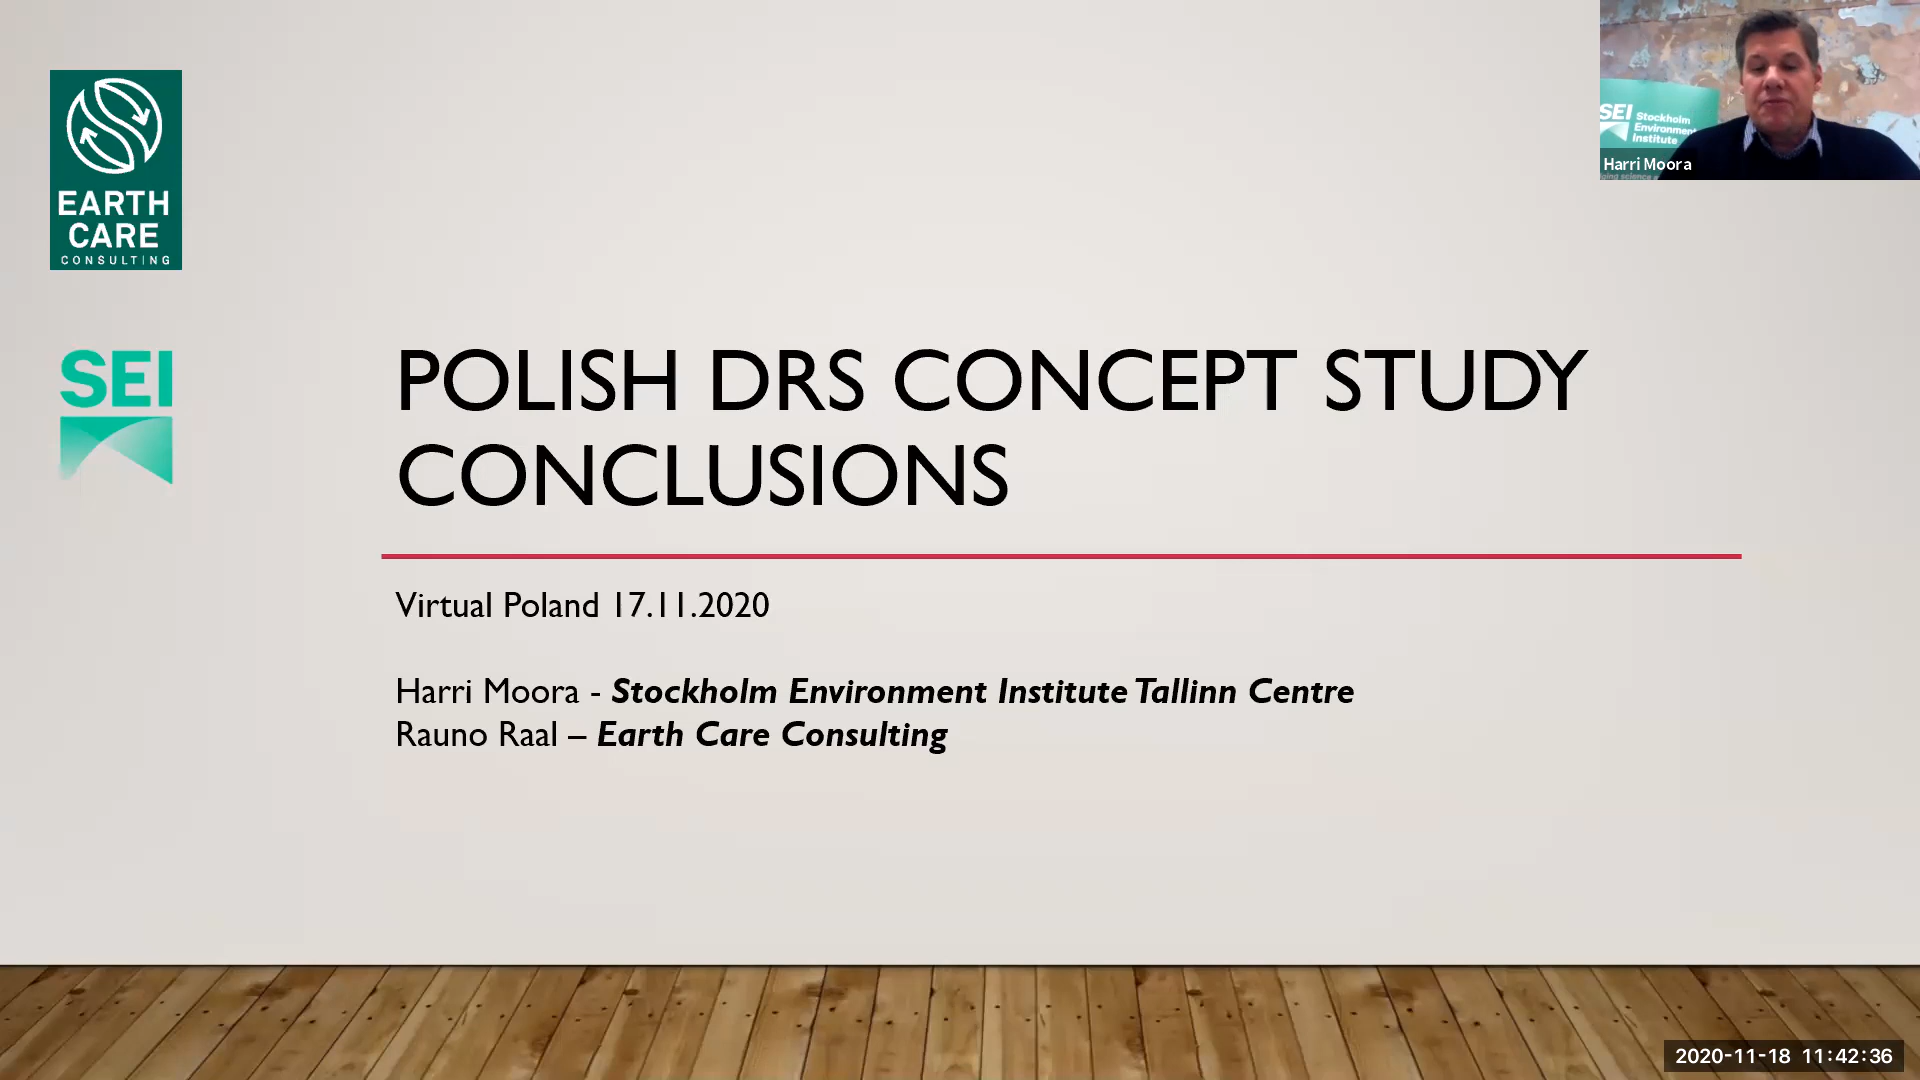 EARTH
CARE
CONSULTING
SEI
POLISH DRS CONCEPT STUDY
CONCLUSIONS
Virtual Poland 17.11.2020
Harri Moora - Stockholm Environment Institute Tallinn Centre
Rauno Raal – Earth Care Consulting
SEI Stockholm
Environment
Institute
Harri Moora
2020-11-18 11:42:36